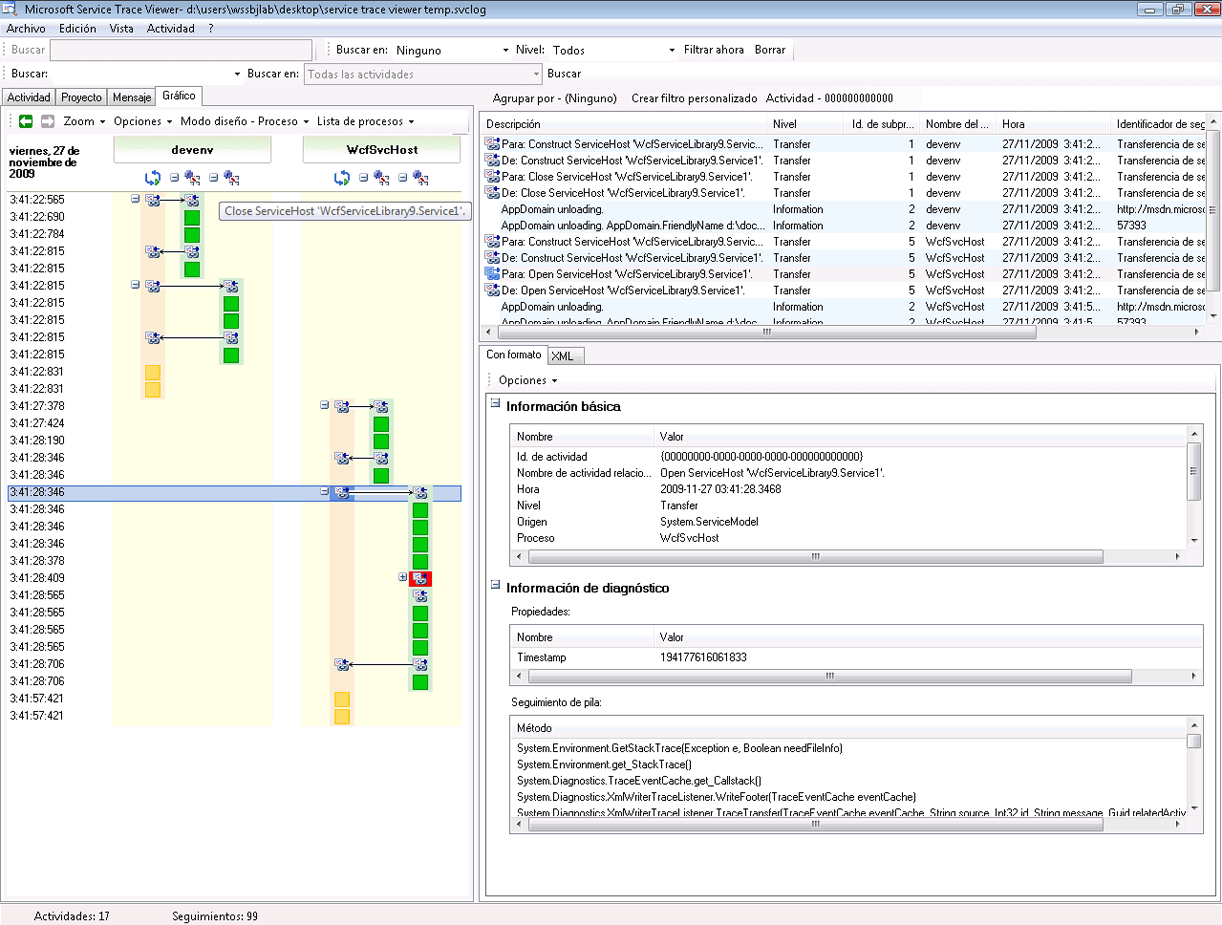 Microsoft Service Trace Viewer- d:\users\wssbjlab\desktop\service trace viewer temp.svclog
Archivo Edición Vista Actividad ?
Buscar Buscar en: Ninguno Nivel: Todos Filtrar ahora Borrar
Buscar: Buscar en: Todas las actividades Buscar
Actividad Proyecto Mensaje Gráfico
Zoom Opciones Modo diseño - Proceso Lista de procesos
viernes, 27 de noviembre de 2009
devenv WcfSvcHost
Close ServiceHost 'WcfServiceLibrary9.Service1'.
3:41:22:565
3:41:22:690
3:41:22:784
3:41:22:815
3:41:22:815
3:41:22:815
3:41:22:815
3:41:22:815
3:41:22:815
3:41:22:815
3:41:22:831
3:41:22:831
3:41:27:378
3:41:27:424
3:41:28:190
3:41:28:346
3:41:28:346
3:41:28:346
3:41:28:346
3:41:28:346
3:41:28:346
3:41:28:378
3:41:28:409
3:41:28:565
3:41:28:565
3:41:28:565
3:41:28:565
3:41:28:706
3:41:28:706
3:41:57:421
3:41:57:421
Agrupar por - (Ninguno) Crear filtro personalizado Actividad - 000000000000
Descripción Nivel Id. de subpr... Nombre del ... Hora Identificador de seg
Para: Construct ServiceHost 'WcfServiceLibrary9.Servic... Transfer 1 devenv 27/11/2009 3:41:2... Transferencia de se
De: Construct ServiceHost 'WcfServiceLibrary9.Service1'. Transfer 1 devenv 27/11/2009 3:41:2... Transferencia de se
Para: Close ServiceHost 'WcfServiceLibrary9.Service1'. Transfer 1 devenv 27/11/2009 3:41:2... Transferencia de se
De: Close ServiceHost 'WcfServiceLibrary9.Service1'. Transfer 1 devenv 27/11/2009 3:41:2... Transferencia de se
AppDomain unloading. Information 2 devenv 27/11/2009 3:41:2... http://msdn.microso
AppDomain unloading. AppDomain.FriendlyName d:\doc... Information 2 devenv 27/11/2009 3:41:2... 57393
Para: Construct ServiceHost 'WcfServiceLibrary9.Servic... Transfer 5 WcfSvcHost 27/11/2009 3:41:2... Transferencia de se
De: Construct ServiceHost 'WcfServiceLibrary9.Service1'. Transfer 5 WcfSvcHost 27/11/2009 3:41:2... Transferencia de se
Para: Open ServiceHost 'WcfServiceLibrary9.Service1'. Transfer 5 WcfSvcHost 27/11/2009 3:41:2... Transferencia de se
De: Open ServiceHost 'WcfServiceLibrary9.Service1'. Transfer 5 WcfSvcHost 27/11/2009 3:41:2... Transferencia de se
AppDomain unloading. Information 2 WcfSvcHost 27/11/2009 3:41:5... http://msdn.microso
AppDomain unloading. AppDomain.FriendlyName d:\doc... Information 2 WcfSvcHost 27/11/2009 3:41:5... 57393
Con formato XML
Opciones
Información básica
Nombre Valor
Id. de actividad {00000000-0000-0000-0000-000000000000}
Nombre de actividad relacio... Open ServiceHost 'WcfServiceLibrary9.Service1'.
Hora 2009-11-27 03:41:28.3468
Nivel Transfer
Origen System.ServiceModel
Proceso WcfSvcHost
Información de diagnóstico
Propiedades:
Nombre Valor
Timestamp 194177616061833
Seguimiento de pila:
Método
System.Environment.GetStackTrace(Exception e, Boolean needFileInfo)
System.Environment.get_StackTrace()
System.Diagnostics.TraceEventCache.get_Callstack()
System.Diagnostics.XmlWriterTraceListener.WriteFooter(TraceEventCache eventCache)
System.Diagnostics.XmlWriterTraceListener.TraceTransfer(TraceEventCache eventCache, String source, Int32 id, String message, Guid relatedActiv
Actividades: 17 Seguimientos: 99